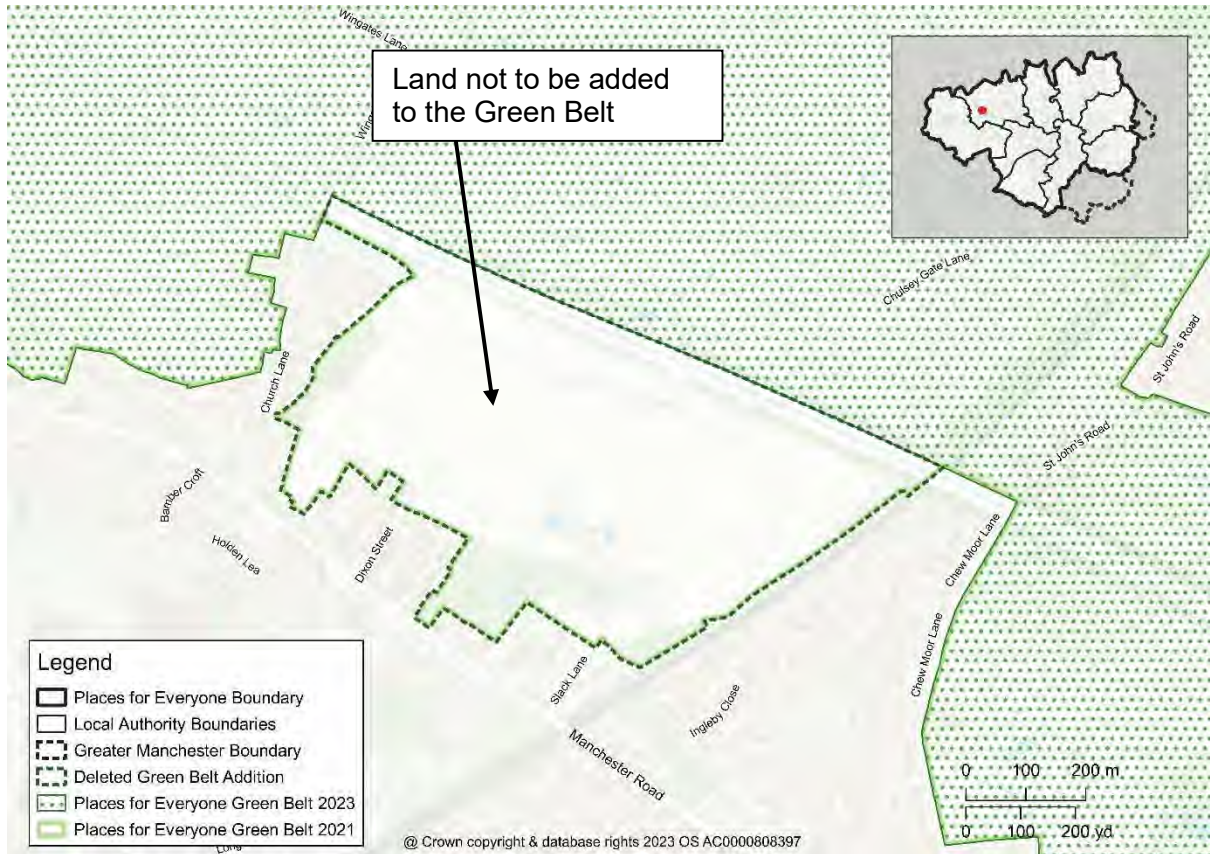 Wingates Lane
Land not to be added
to the Green Belt
Chulsey Gate Lane
St John's Road
St John's Road
Church Lane
Bamber Croft
Holden Lea
Dixon Street
Chew Moor Lane
Chew Moor Lane
Slack Lane
Ingleby Close
Manchester Road
Legend
Places for Everyone Boundary
Local Authority Boundaries
Greater Manchester Boundary
Deleted Green Belt Addition
Places for Everyone Green Belt 2023
Places for Everyone Green Belt 2021
0 100 200 m
0 100 200 yd
@ Crown copyright & database rights 2023 OS AC0000808397